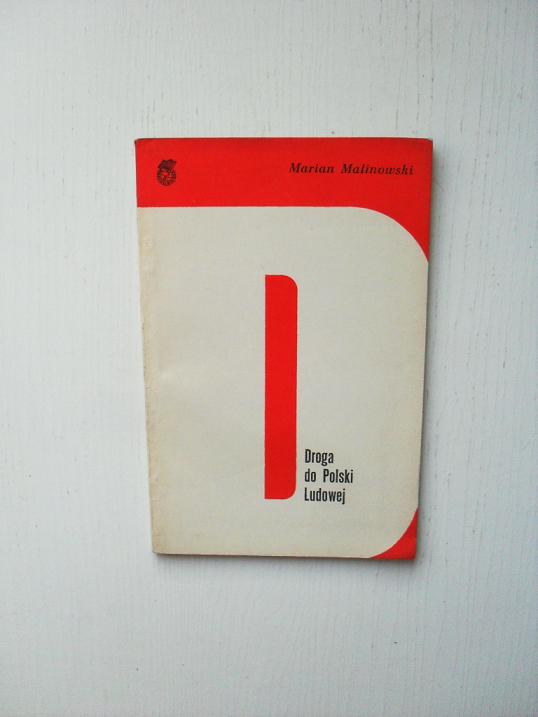 Marian Malinowski
Droga
do Polski
Ludowej